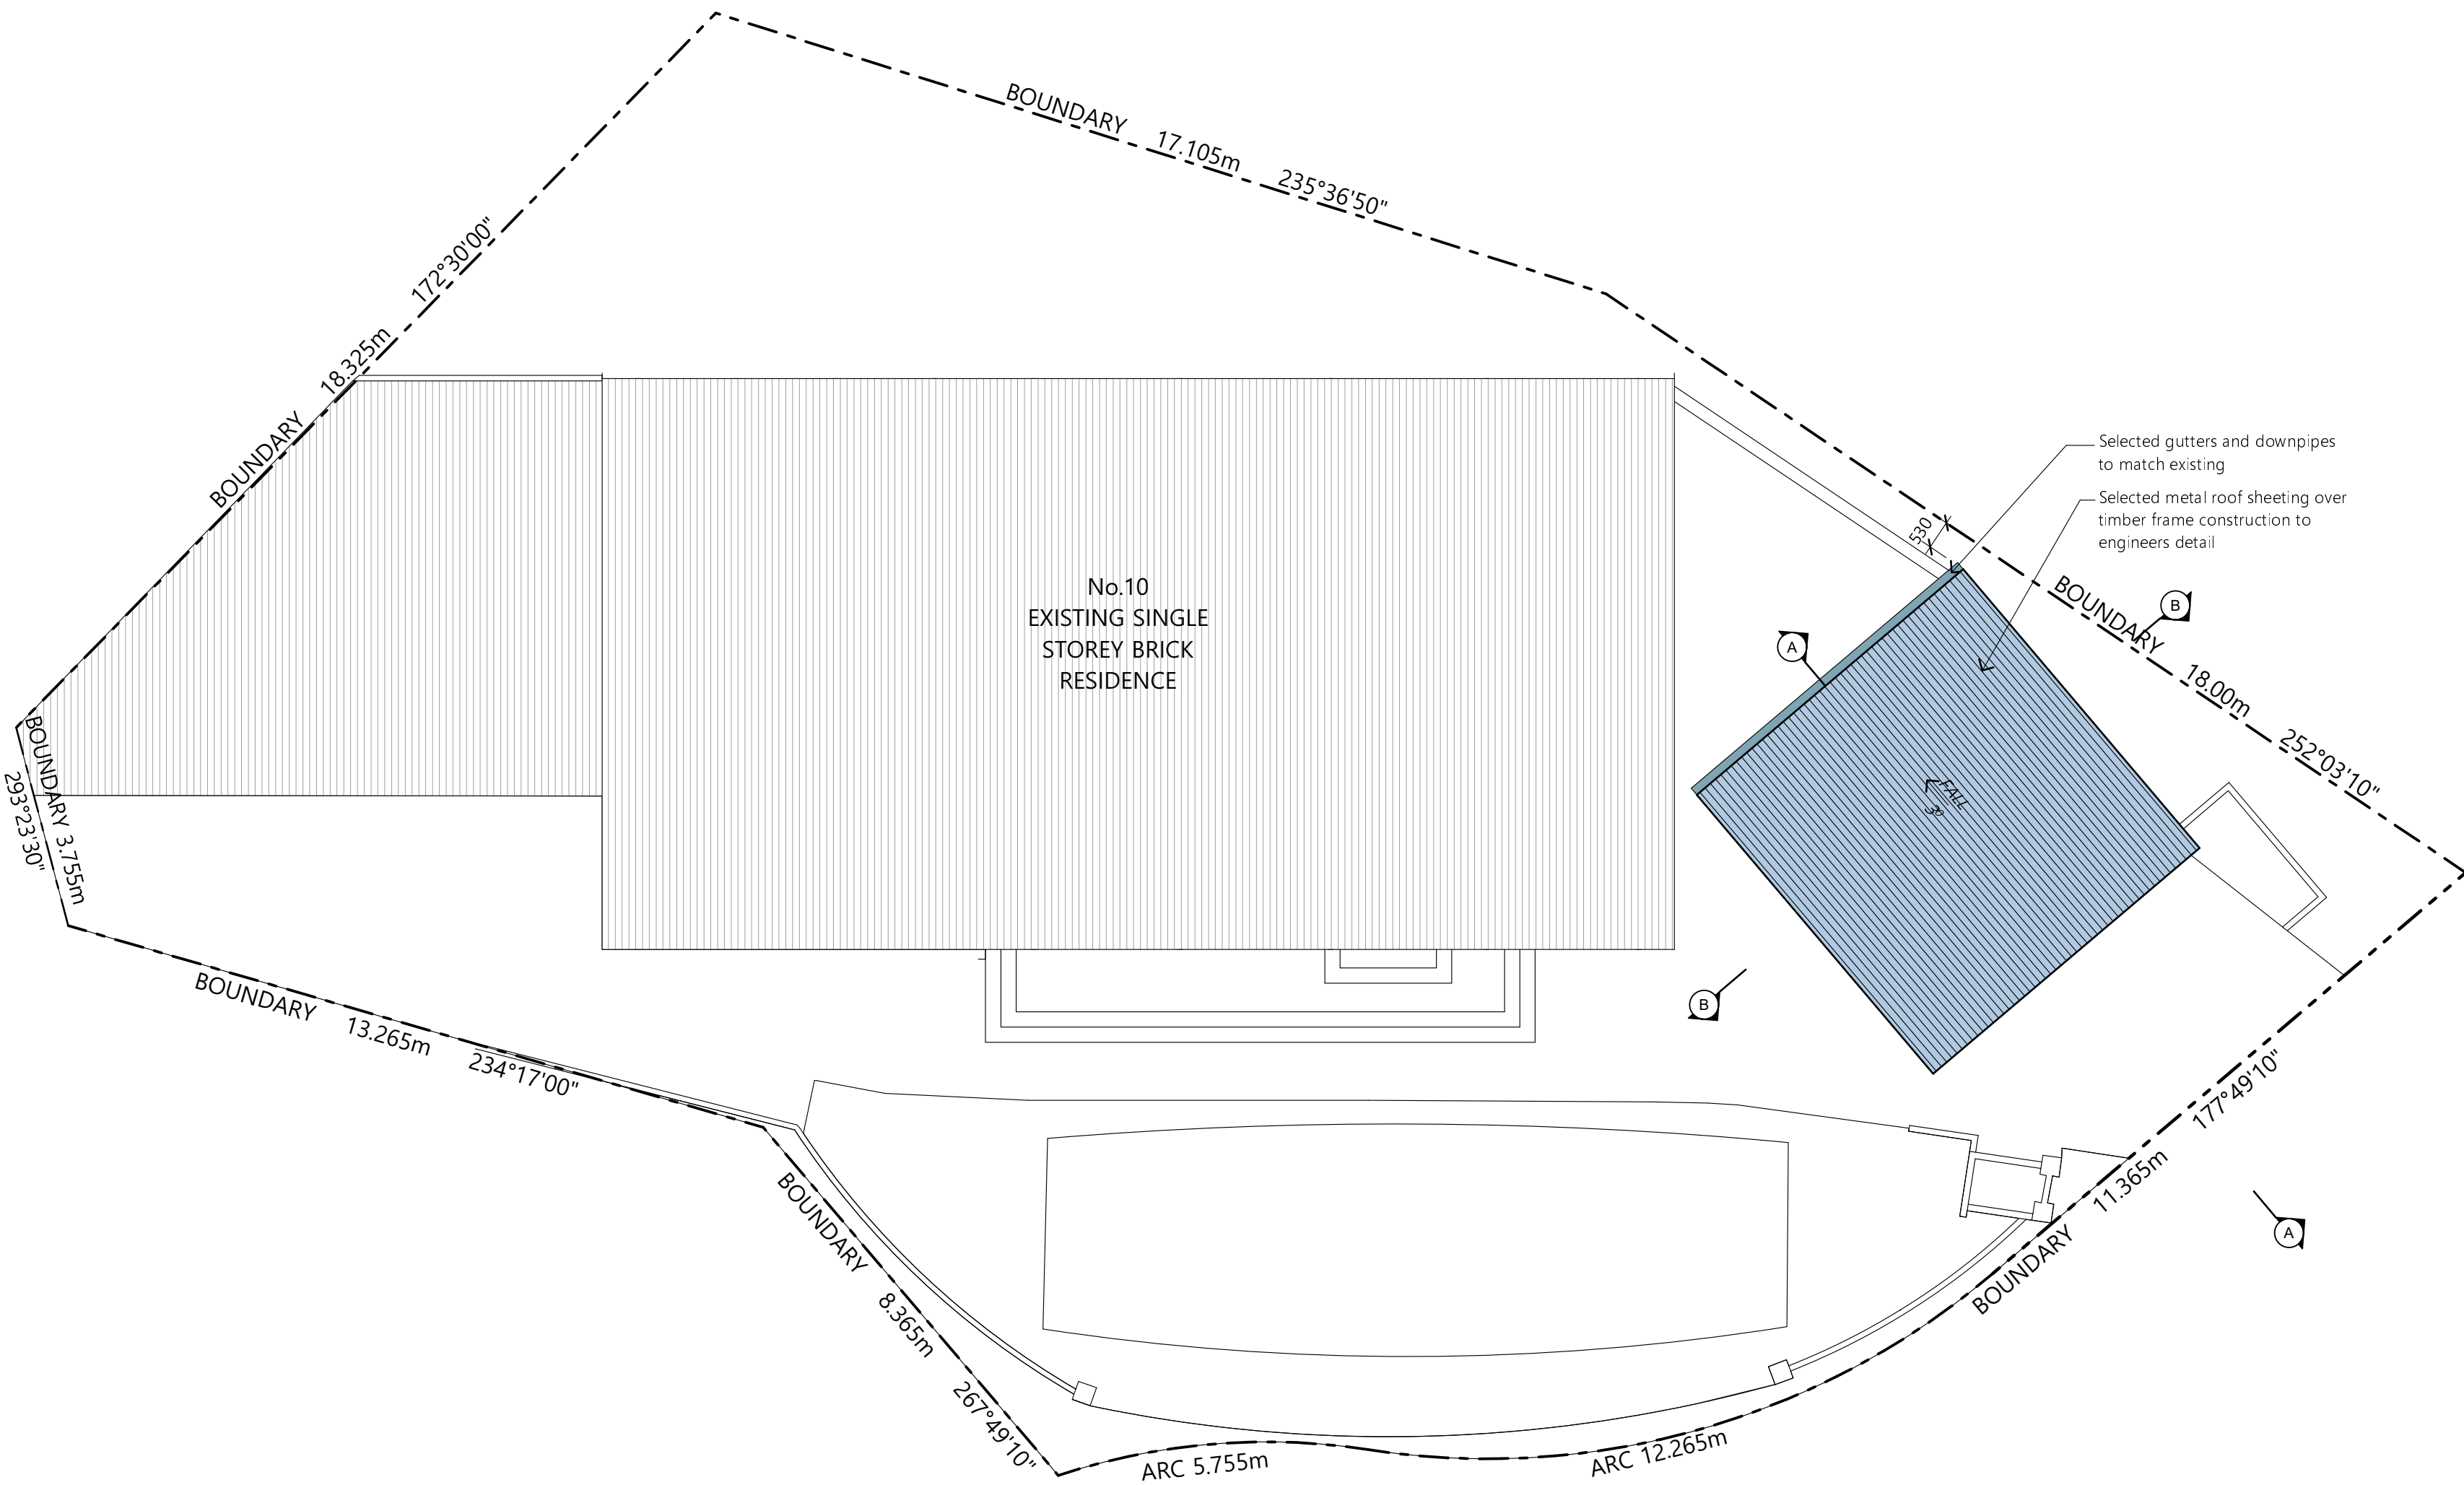 BOUNDARY 17.105m 235°36'50"
172°30'00"
18.325m
BOUNDARY
Selected gutters and downpipes
to match existing
Selected metal roof sheeting over
timber frame construction to
engineers detail
530
No.10
EXISTING SINGLE
STOREY BRICK
RESIDENCE
B
A
BOUNDARY 18.00m 252°03'10"
FALL
3°
BOUNDARY 3.755m
293°23'30"
B
BOUNDARY 13.265m 234°17'00"
177°49'10"
11.365m
BOUNDARY
A
BOUNDARY 8.365m 267°49'10"
ARC 5.755m
ARC 12.265m